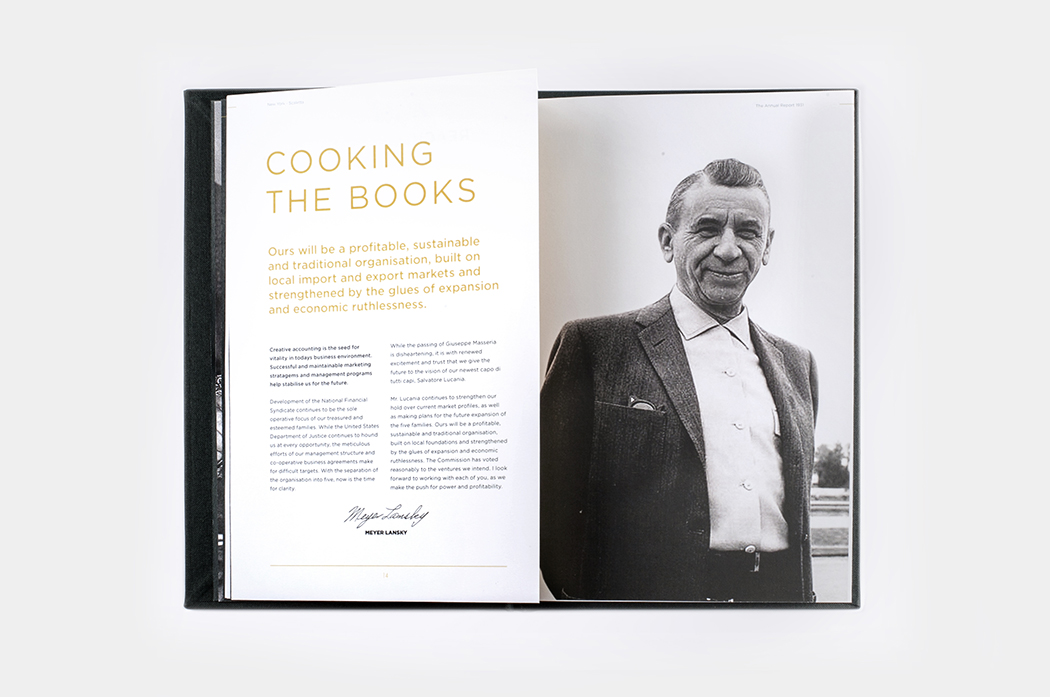 The Annual Report 1931
COOKING
THE BOOKS
Ours will be a profitable, sustainable
and traditional organisation, built on
local import and export markets and
strengthened by the glues of expansion
and economic ruthlessness.
Creative accounting is the seed for
vitality in todays business environment.
Successful and maintainable marketing
stratagems and management programs
help stabilise us for the future.
Development of the National Financial
Syndicate continues to be the sole
operative focus of our treasured and
esteemed families. While the United States
Department of Justice continues to hound
us at every opportunity, the meticulous
efforts of our management structure and
co-operative business agreements make
for difficult targets. With the separation of
the organisation into five, now is the time
for clarity.
While the passing of Giuseppe Masseria
is disheartening, it is with renewed
excitement and trust that we give the
future to the vision of our newest capo di
tutti capi, Salvatore Lucania.
Mr. Lucania continues to strengthen our
hold over current market profiles, as well
as making plans for the future expansion of
the five families. Ours will be a profitable,
sustainable and traditional organisation,
built on local foundations and strengthened
by the glues of expansion and economic
ruthlessness. The Commission has voted
reasonably to the ventures we intend. I look
forward to working with each of you, as we
make the push for power and profitability.
Meyer Lansky
MEYER LANSKY